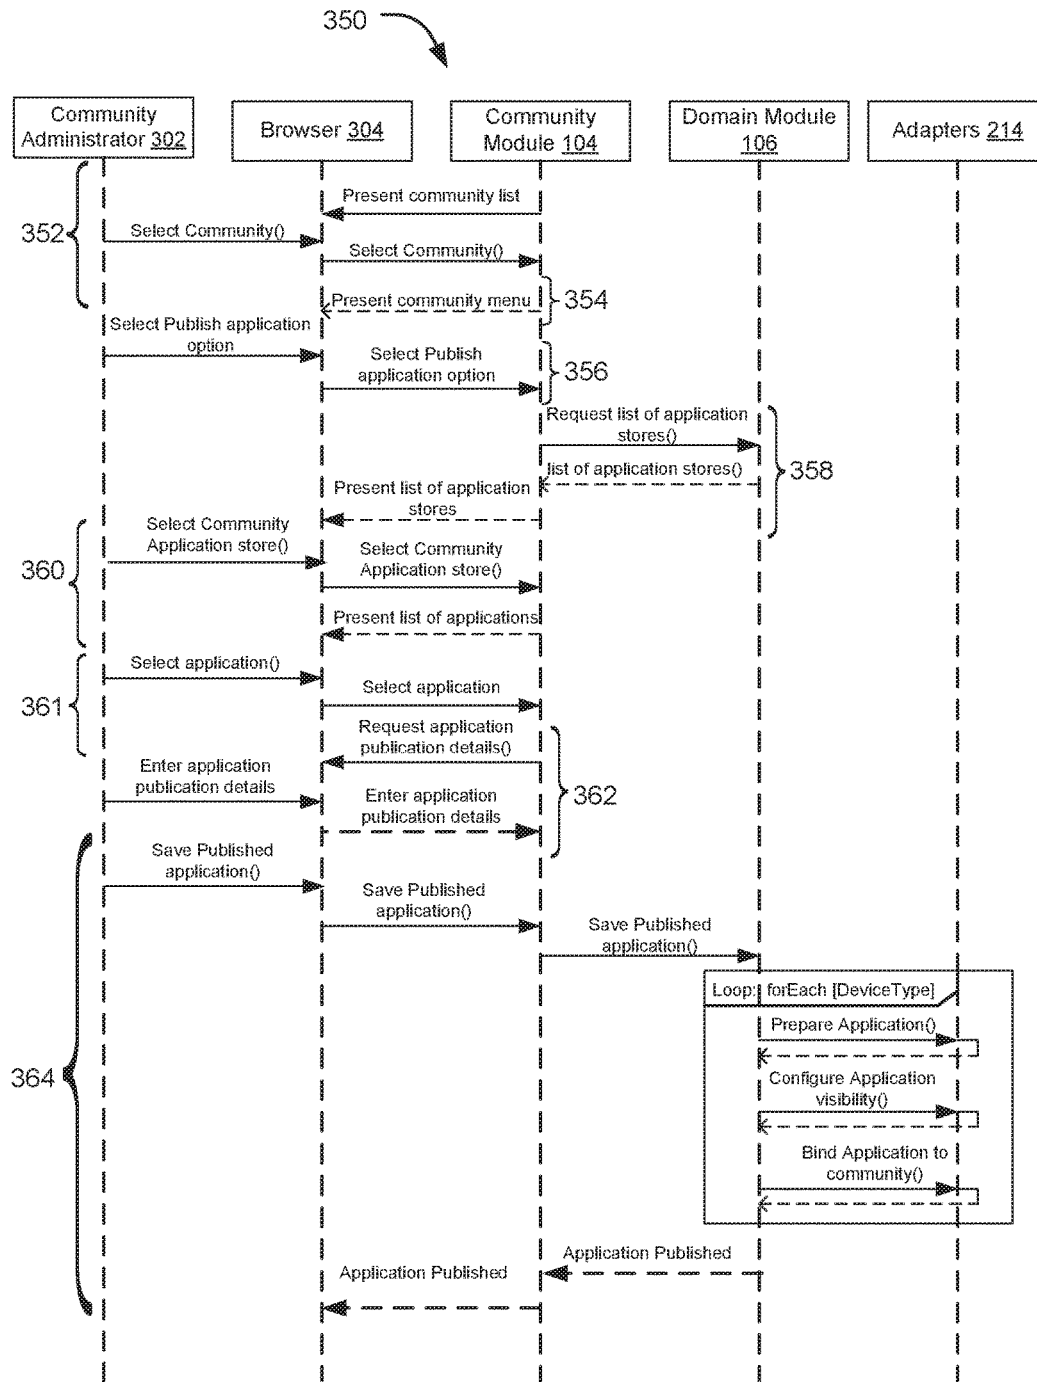 350
Community
Administrator 302
Browser 304
Community
Module 104
Domain Module
106
Adapters 214
Present community list
352
Select Community()
Select Community()
354
Present community menu
Select Publish application
option
Select Publish
application option
356
Request list of application
stores()
358
list of application stores()
Present list of application
stores
Select Community
Application store()
360
Select Community
Application store()
Present list of applications
Select application()
361
Select application
Request application
publication details()
Enter application
publication details
362
Enter application
publication details
Save Published
application()
Save Published
application()
Save Published
application()
Loop: forEach [DeviceType]
Prepare Application()
364
Configure Application
visibility()
Bind Application to
community()
Application Published
Application Published